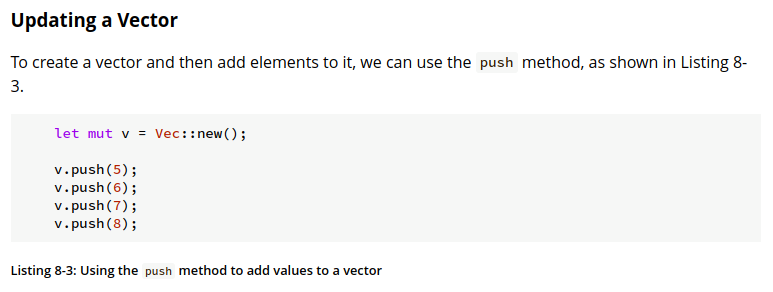 Updating a Vector
To create a vector and then add elements to it, we can use the push method, as shown in Listing 8-
3.
let mut v = Vec::new();
v.push(5);
v.push(6);
v.push(7);
v.push(8);
Listing 8-3: Using the push method to add values to a vector